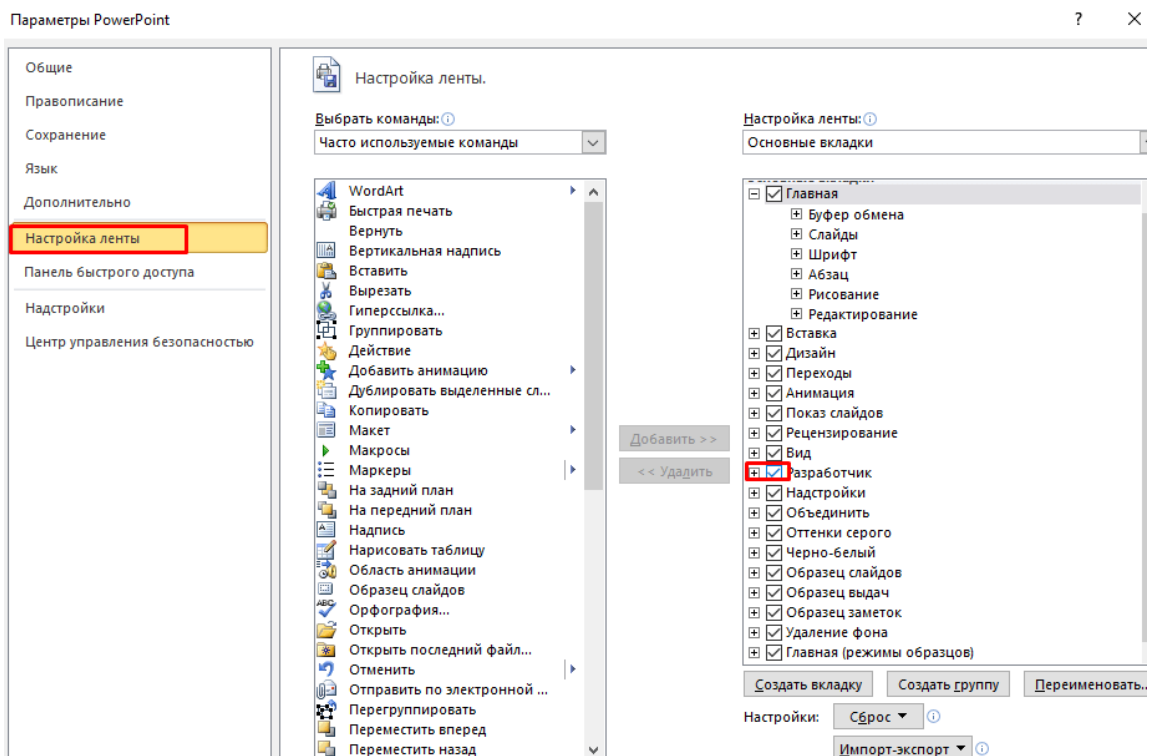 Параметры PowerPoint
?
Общие
Правописание
Сохранение
Язык
Дополнительно
Настройка ленты
Панель быстрого доступа
Надстройки
Центр управления безопасностью
Настройка ленты.
Выбрать команды:
Часто используемые команды
WordArt
Быстрая печать
Вернуть
Вертикальная надпись
Вставить
Вырезать
Гиперссылка...
Группировать
Действие
Добавить анимацию
Дублировать выделенные сл...
Копировать
Макет
Макросы
Маркеры
На задний план
На передний план
Надпись
Нарисовать таблицу
Область анимации
Образец слайдов
Орфография...
Открыть
Открыть последний файл...
Отменить
Отправить по электронной ...
Перегруппировать
Переместить вперед
Переместить назад
Добавить >>
<< Удалить
Настройка ленты:
Основные вкладки
Главная
Буфер обмена
Слайды
Шрифт
Абзац
Рисование
Редактирование
Вставка
Дизайн
Переходы
Анимация
Показ слайдов
Рецензирование
Вид
Разработчик
Надстройки
Объединить
Оттенки серого
Черно-белый
Образец слайдов
Образец выдач
Образец заметок
Удаление фона
Главная (режимы образцов)
Создать вкладку Создать группу Переименовать..
Настройки: Сброс
Импорт-экспорт